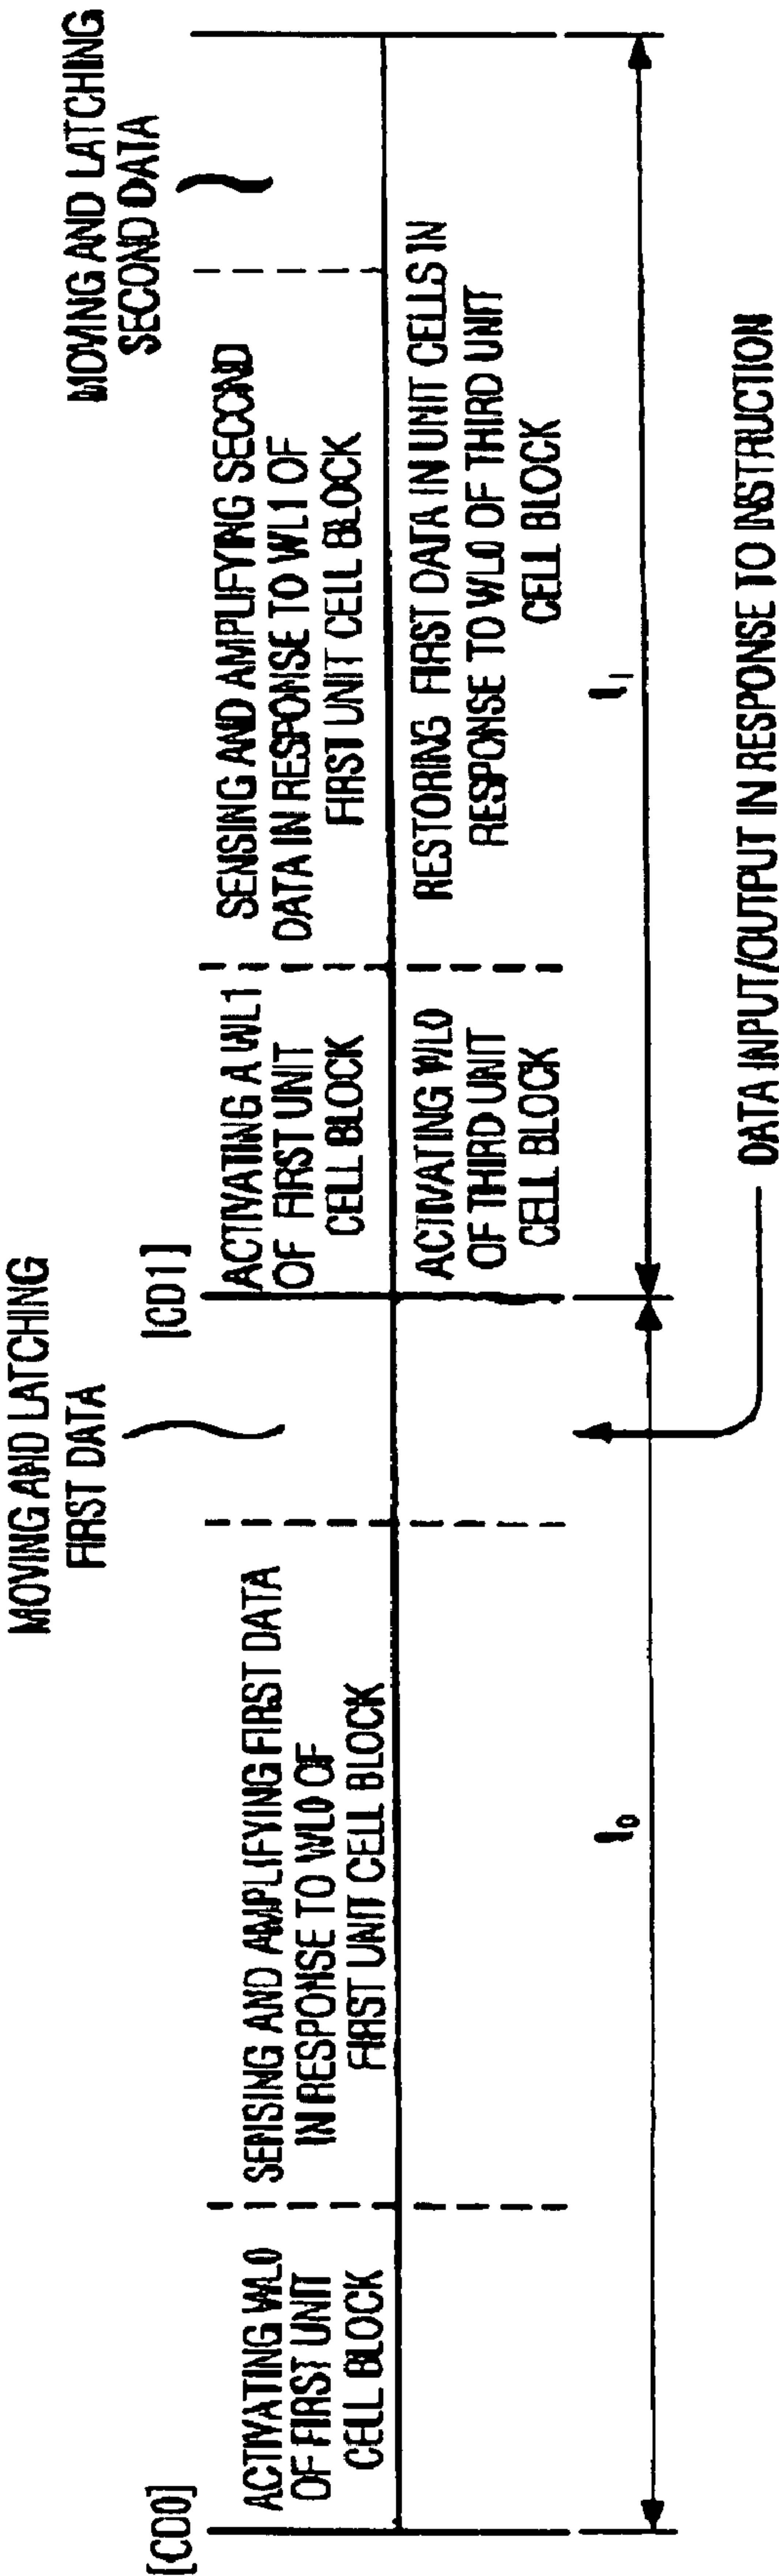 MOVING AND LATCHING
FIRST DATA
MOVING AND LATCHING
SECOND DATA
[CD0]
[CD1]
ACTIVATING WL0
OF FIRST UNIT
CELL BLOCK
SENSING AND AMPLIFYING FIRST DATA
IN RESPONSE TO WL0 OF
FIRST UNIT CELL BLOCK
ACTIVATING A WL1
OF FIRST UNIT
CELL BLOCK
SENSING AND AMPLIFYING SECOND
DATA IN RESPONSE TO WL1 OF
FIRST UNIT CELL BLOCK
ACTIVATING WL0
OF THIRD UNIT
CELL BLOCK
RESTORING FIRST DATA IN UNIT CELLS IN
RESPONSE TO WL0 OF THIRD UNIT
CELL BLOCK
t0
t1
DATA INPUT/OUTPUT IN RESPONSE TO INSTRUCTION